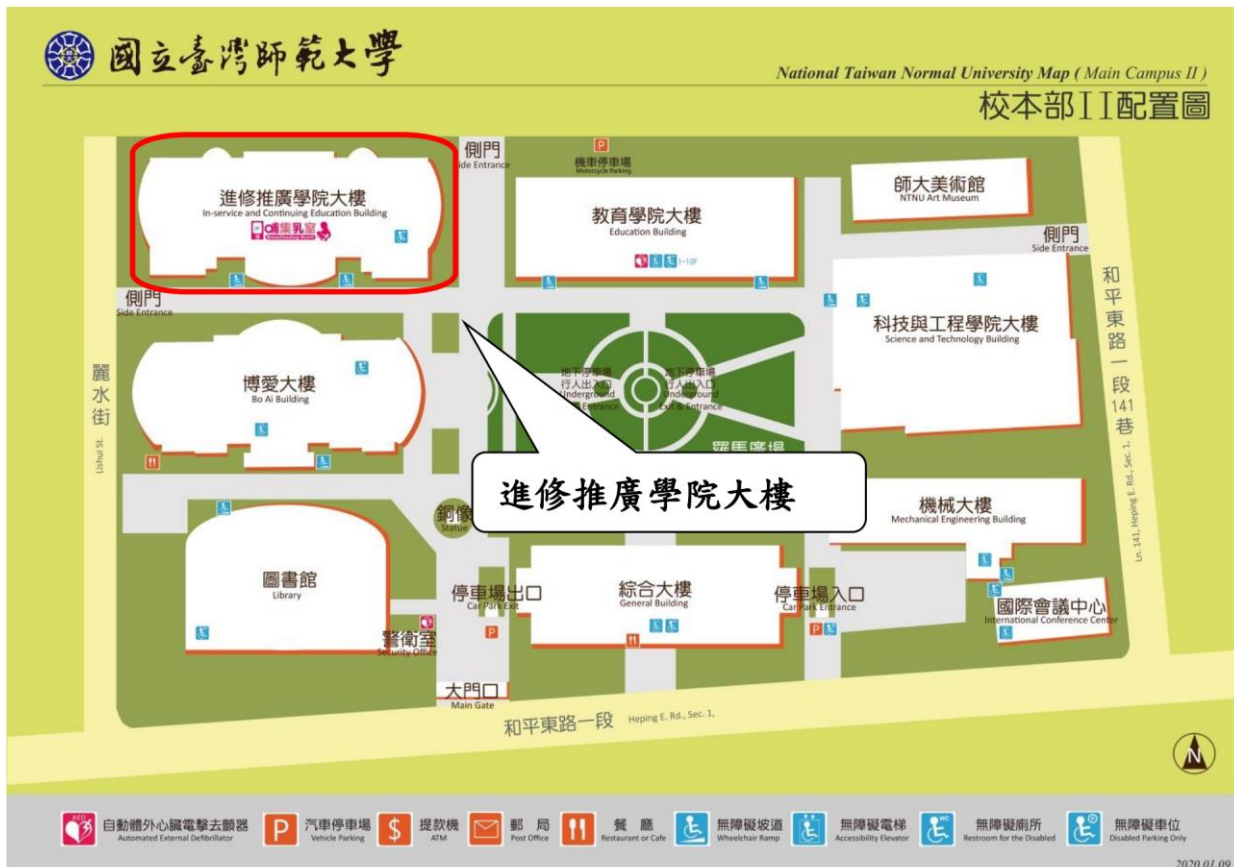 國立臺灣師範大學
National Taiwan Normal University Map ( Main Campus II )
校本部II配置圖
側門
Side Entrance
P
機車停車場
Motorcycle Parking
進修推廣學院大樓
In-service and Continuing Education Building
哺集乳室
教育學院大樓
Education Building
1-10F
師大美術館
NTNU Art Museum
側門
Side Entrance
側門
Side Entrance
科技與工程學院大樓
Science and Technology Building
和平東路一段141巷
Ln. 141, Heping E. Rd., Sec. 1,
麗水街
Lishui St.
博愛大樓
Bo Ai Building
地下停車場
行人出入口
Underground
Entrance
地下停車場
行人出入口
Underground
Exit & Entrance
羅馬廣場
進修推廣學院大樓
銅像
Statue
機械大樓
Mechanical Engineering Building
圖書館
Library
停車場出口
Car Park Exit
P
綜合大樓
General Building
停車場入口
Car Park Entrance
P
國際會議中心
International Conference Center
警衛室
Security Office
大門口
Main Gate
和平東路一段 Heping E. Rd., Sec. 1,
N
AED
自動體外心臟電擊去顫器
Automated External Defibrillator
P
汽車停車場
Vehicle Parking
$
提款機
ATM
郵局
Post Office
餐廳
Restaurant or Cafe
無障礙坡道
Wheelchair Ramp
無障礙電梯
Accessibility Elevator
WC
無障礙廁所
Restroom for the Disabled
P
無障礙車位
Disabled Parking Only
2020.01.09